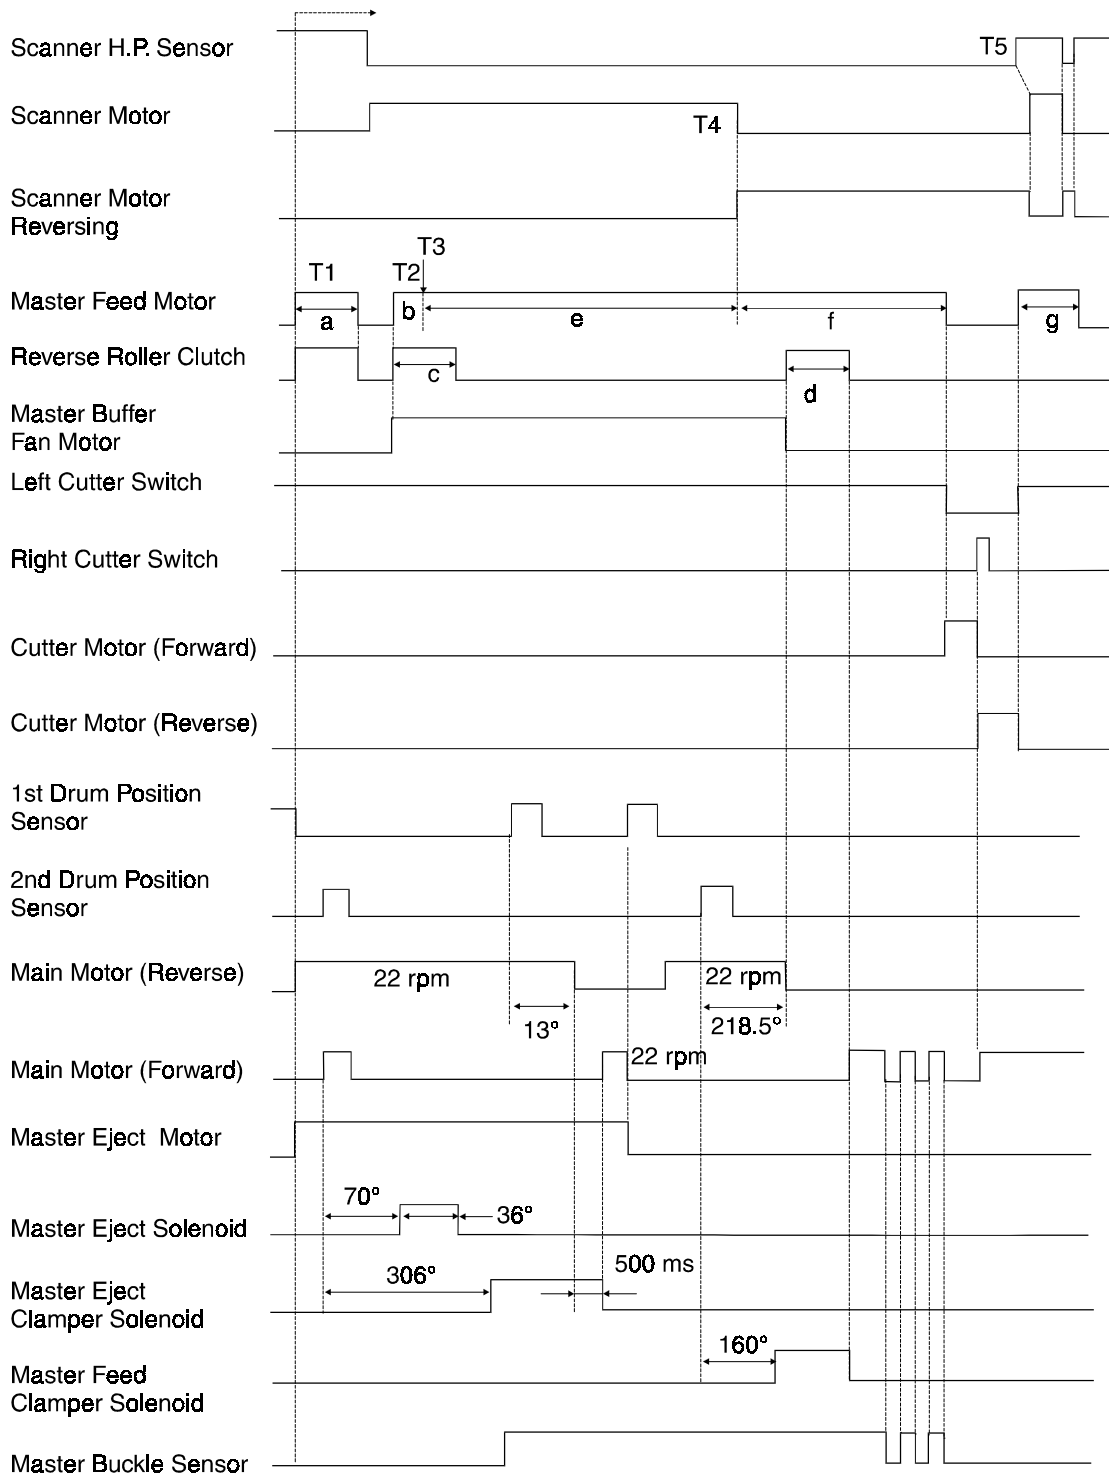 Scanner H.P. Sensor
T5
Scanner Motor
T4
Scanner Motor
Reversing
T3
T1
T2
Master Feed Motor
a
b
e
f
g
Reverse Roller Clutch
c
d
Master Buffer
Fan Motor
Left Cutter Switch
Right Cutter Switch
Cutter Motor (Forward)
Cutter Motor (Reverse)
1st Drum Position
Sensor
2nd Drum Position
Sensor
Main Motor (Reverse)
22 rpm
22 rpm
13°
218.5°
Main Motor (Forward)
22 rpm
Master Eject Motor
70°
Master Eject Solenoid
36°
306°
500 ms
Master Eject
Clamper Solenoid
160°
Master Feed
Clamper Solenoid
Master Buckle Sensor